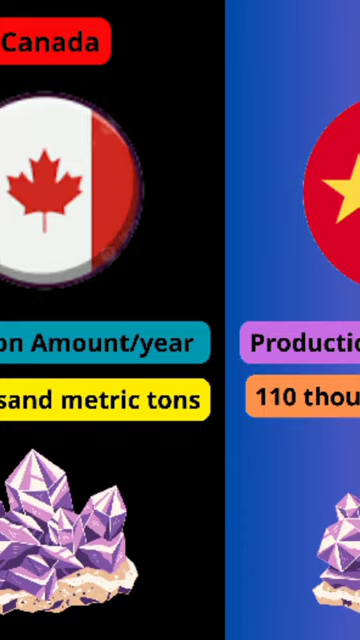 Canada
on Amount/year
sand metric tons
Productio
110 thou